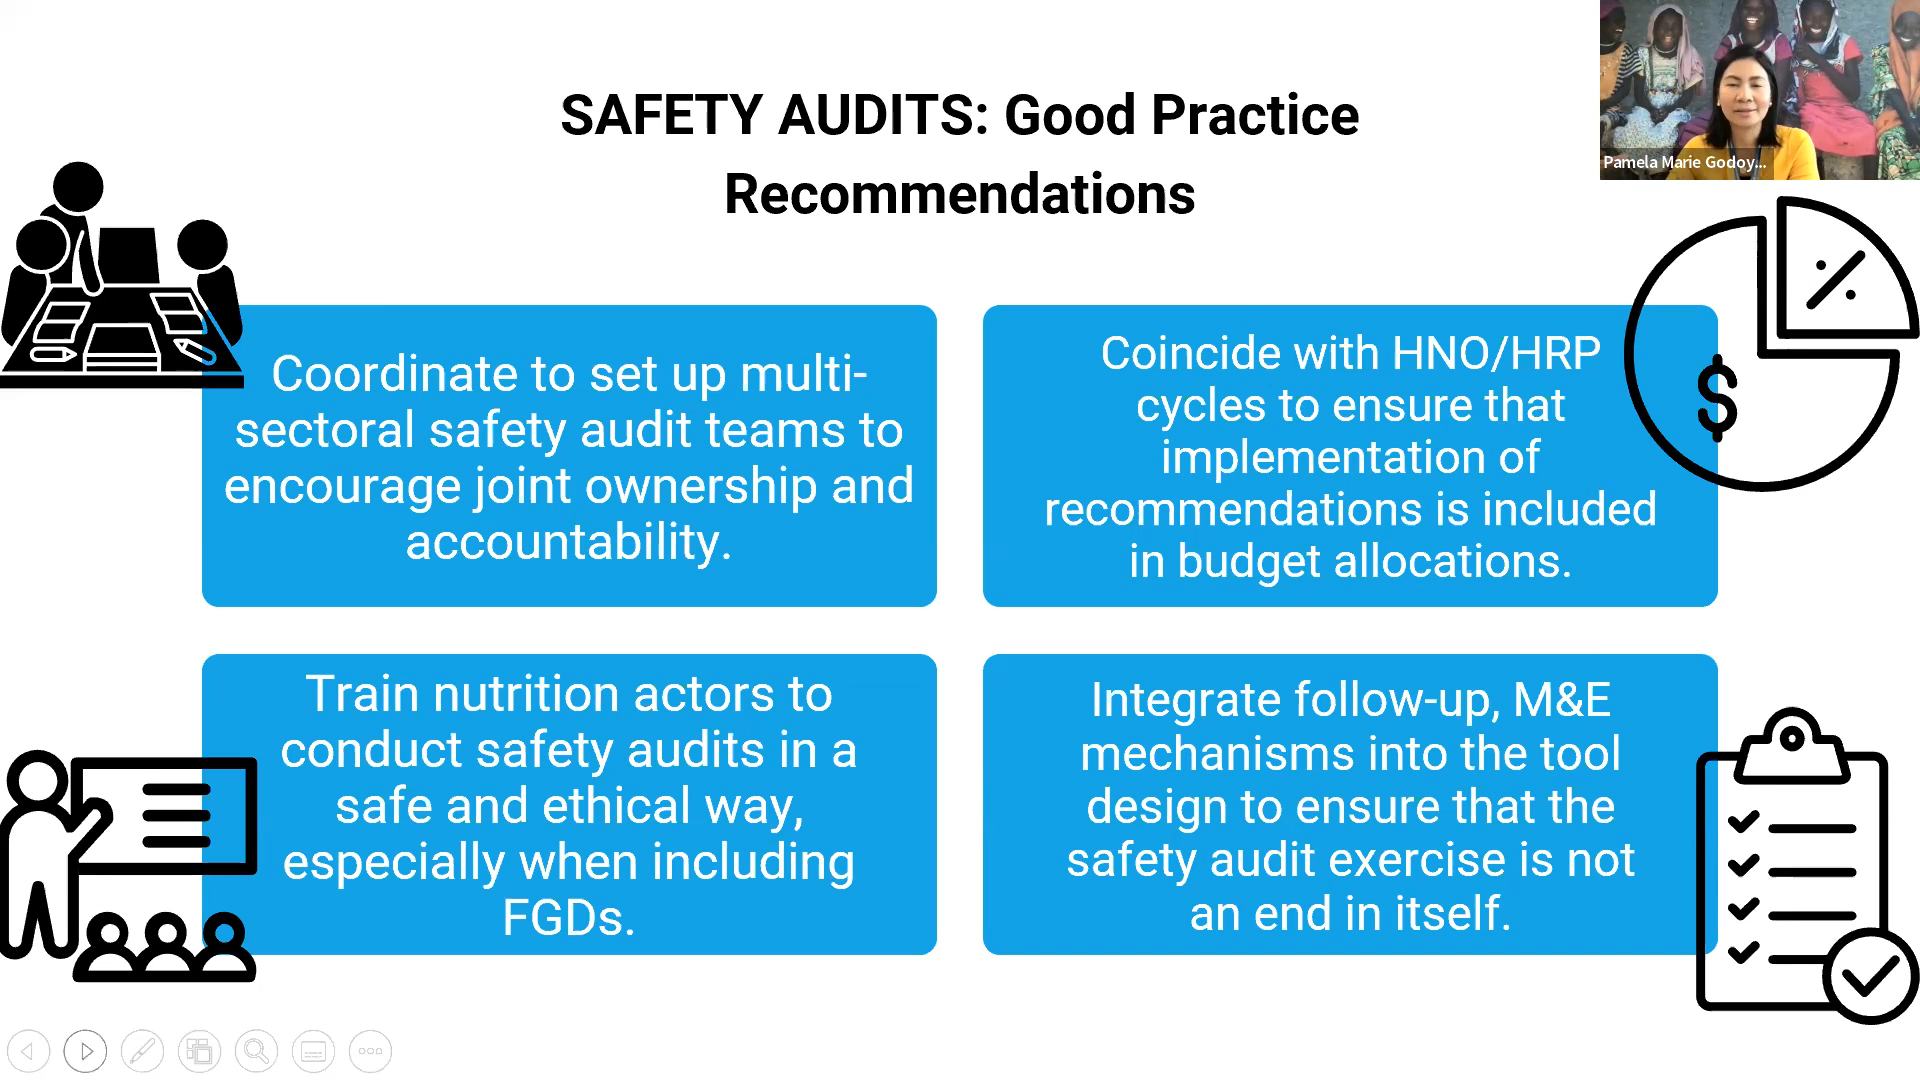 SAFETY AUDITS: Good Practice
Recommendations
Pamela Marie Godoy...
Coordinate to set up multi-
sectoral safety audit teams to
encourage joint ownership and
accountability.
Coincide with HNO/HRP
cycles to ensure that
implementation of
recommendations is included
in budget allocations.
%
$
Train nutrition actors to
conduct safety audits in a
safe and ethical way,
especially when including
FGDs.
Integrate follow-up, M&E
mechanisms into the tool
design to ensure that the
safety audit exercise is not
an end in itself.